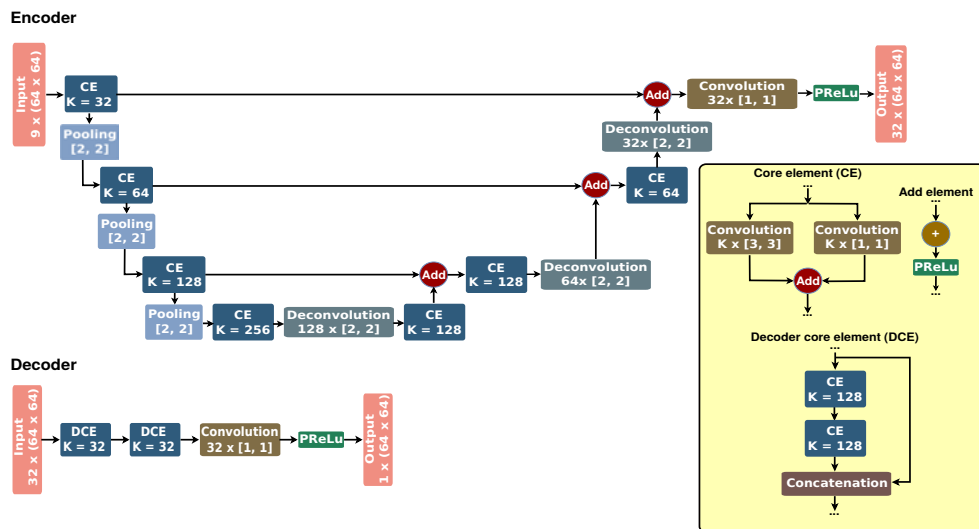 Encoder
Input
9 x (64 x 64)
CE
K = 32
Pooling
[2, 2]
CE
K = 64
Pooling
[2, 2]
CE
K = 128
Pooling
[2, 2]
CE
K = 256
Deconvolution
128 x [2, 2]
CE
K = 128
Add
CE
K = 128
Deconvolution
64x [2, 2]
Add
CE
K = 64
Deconvolution
32x [2, 2]
Add
Convolution
32x [1, 1]
PReLu
Output
32 x (64 x 64)
Core element (CE)
...
Convolution
K x [3, 3]
Convolution
K x [1, 1]
Add
...
Add element
...
+
PReLu
...
Decoder core element (DCE)
...
CE
K = 128
CE
K = 128
Concatenation
...
Decoder
Input
32 x (64 x 64)
DCE
K = 32
DCE
K = 32
Convolution
32 x [1, 1]
PReLu
Output
1 x (64 x 64)